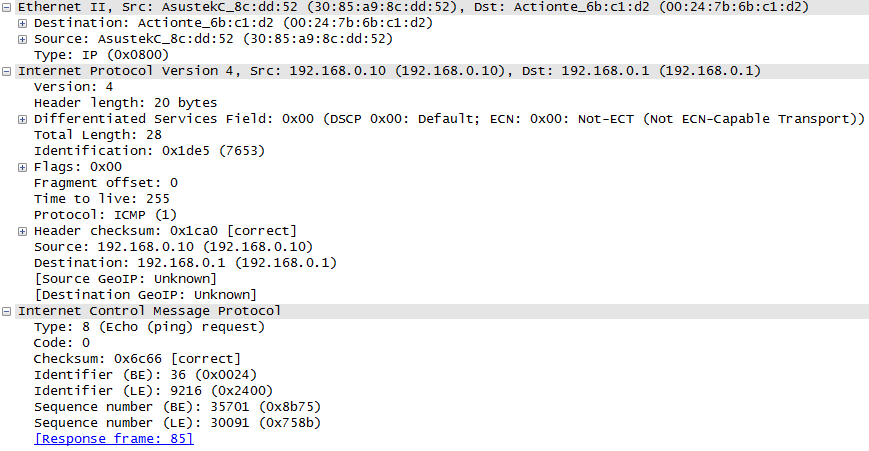 Ethernet II, Src: AsustekC_8c:dd:52 (30:85:a9:8c:dd:52), Dst: Actionte_6b:c1:d2 (00:24:7b:6b:c1:d2)
Destination: Actionte_6b:c1:d2 (00:24:7b:6b:c1:d2)
Source: AsustekC_8c:dd:52 (30:85:a9:8c:dd:52)
Type: IP (0x0800)
Internet Protocol Version 4, Src: 192.168.0.10 (192.168.0.10), Dst: 192.168.0.1 (192.168.0.1)
Version: 4
Header length: 20 bytes
Differentiated Services Field: 0x00 (DSCP 0x00: Default; ECN: 0x00: Not-ECT (Not ECN-Capable Transport))
Total Length: 28
Identification: 0x1de5 (7653)
Flags: 0x00
Fragment offset: 0
Time to live: 255
Protocol: ICMP (1)
Header checksum: 0x1ca0 [correct]
Source: 192.168.0.10 (192.168.0.10)
Destination: 192.168.0.1 (192.168.0.1)
[Source GeoIP: Unknown]
[Destination GeoIP: Unknown]
Internet Control Message Protocol
Type: 8 (Echo (ping) request)
Code: 0
Checksum: 0x6c66 [correct]
Identifier (BE): 36 (0x0024)
Identifier (LE): 9216 (0x2400)
Sequence number (BE): 35701 (0x8b75)
Sequence number (LE): 30091 (0x758b)
[Response frame: 85]